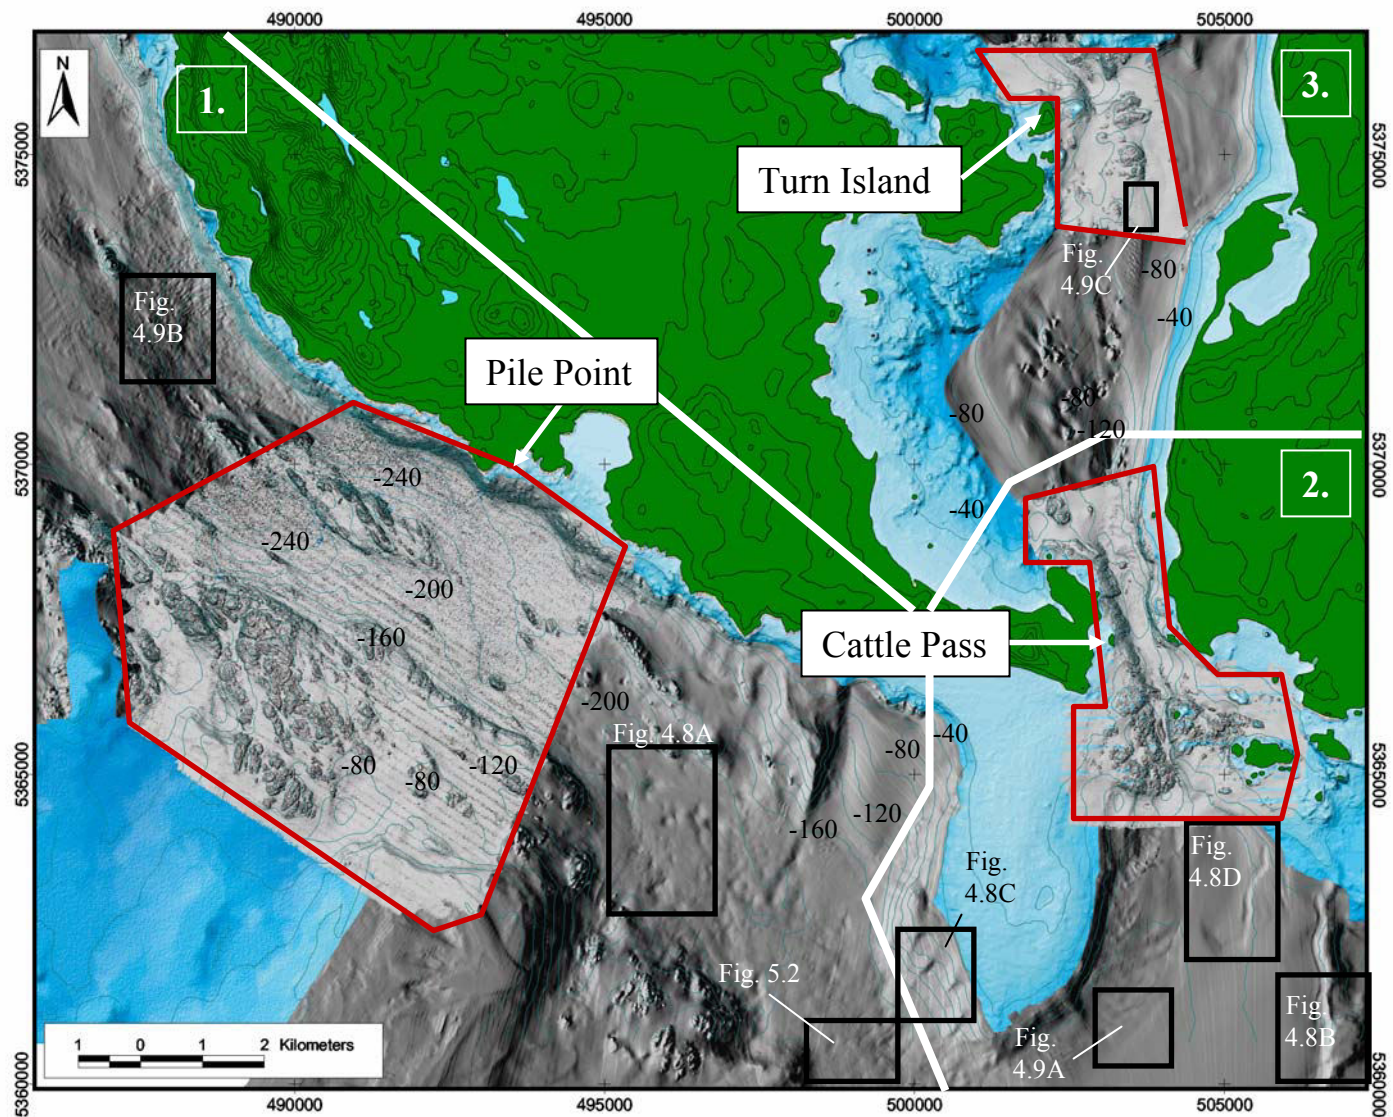 490000
495000
500000
505000
N
1.
3.
5375000
5375000
Turn Island
Fig.
4.9C
-80
-40
Fig.
4.9B
Pile Point
-80
-80
-120
5370000
5370000
-240
2.
-40
-240
-200
-160
Cattle Pass
-200
Fig. 4.8A
-40
-80
-80
-80
-120
5365000
5365000
-120
-160
Fig.
4.8D
Fig.
4.8C
Fig. 5.2
Fig.
4.8B
Fig.
4.9A
1 0 1 2 Kilometers
5360000
5360000
490000
495000
500000
505000